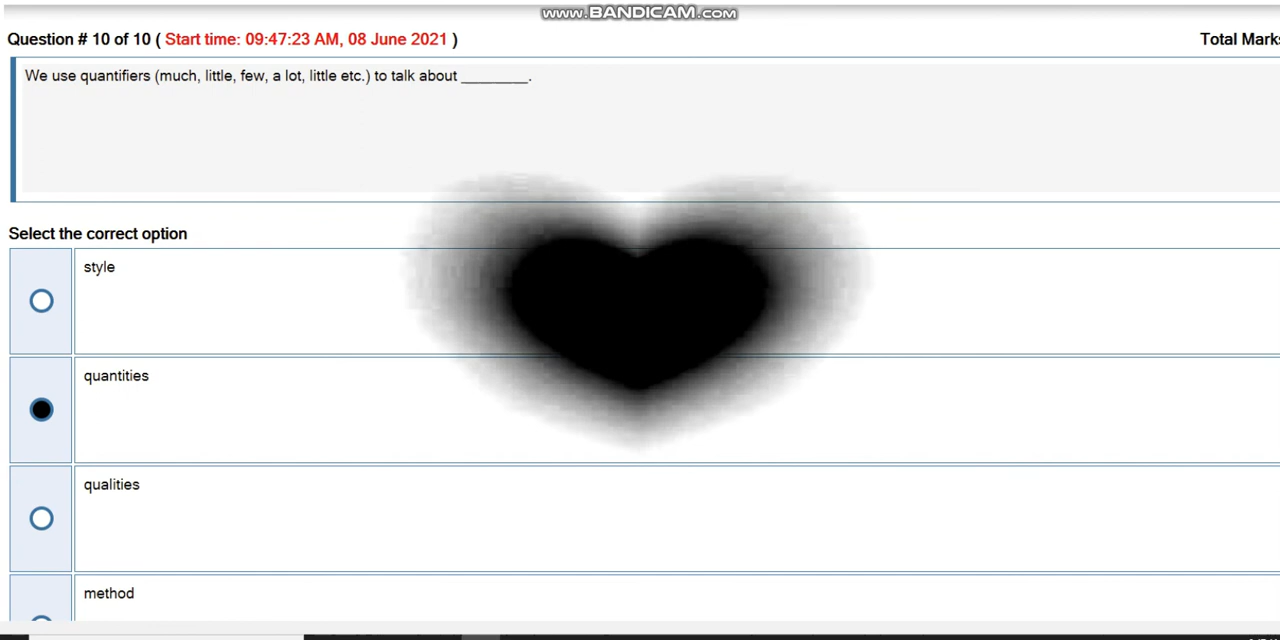 www.BANDICAM.com
Question # 10 of 10 ( Start time: 09:47:23 AM, 08 June 2021 )
Total Marks
We use quantifiers (much, little, few, a lot, little etc.) to talk about _________.
Select the correct option
style
quantities
qualities
method